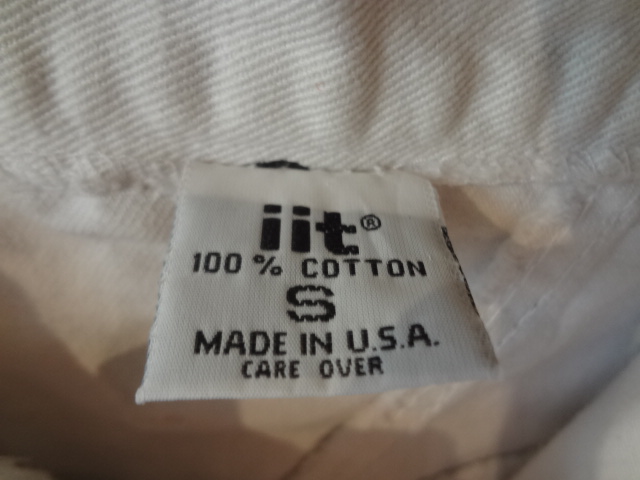 iit®
100% COTTON
S
MADE IN U.S.A.
CARE OVER